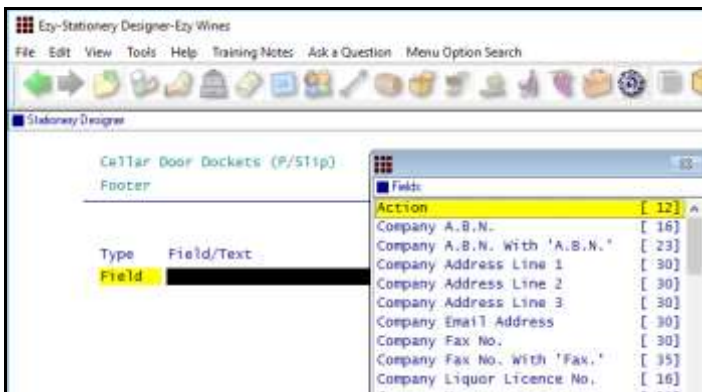 Ezy-Stationery Designer-Ezy Wines
File Edit View Tools Help Training Notes Ask a Question Menu Option Search
Stationery Designer
Cellar Door Dockets (P/Slip)
Footer
Type Field/Text
Field
Fields
Action [ 12]
Company A.B.N. [ 16]
Company A.B.N. With 'A.B.N.' [ 23]
Company Address Line 1 [ 30]
Company Address Line 2 [ 30]
Company Address Line 3 [ 30]
Company Email Address [ 30]
Company Fax No. [ 30]
Company Fax No. With 'Fax.' [ 35]
Company Liquor Licence No. [ 16]